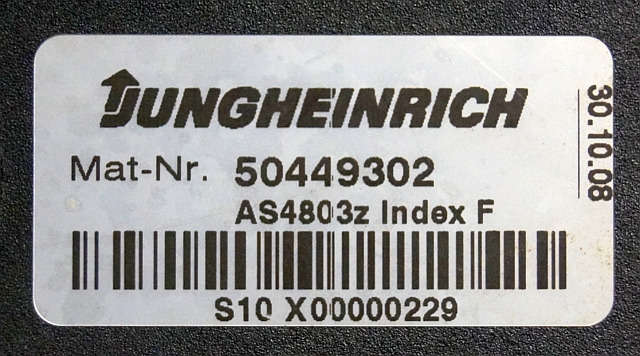 JUNGHEINRICH
Mat-Nr. 50449302
AS4803z Index F
S10 X00000229
30.10.08